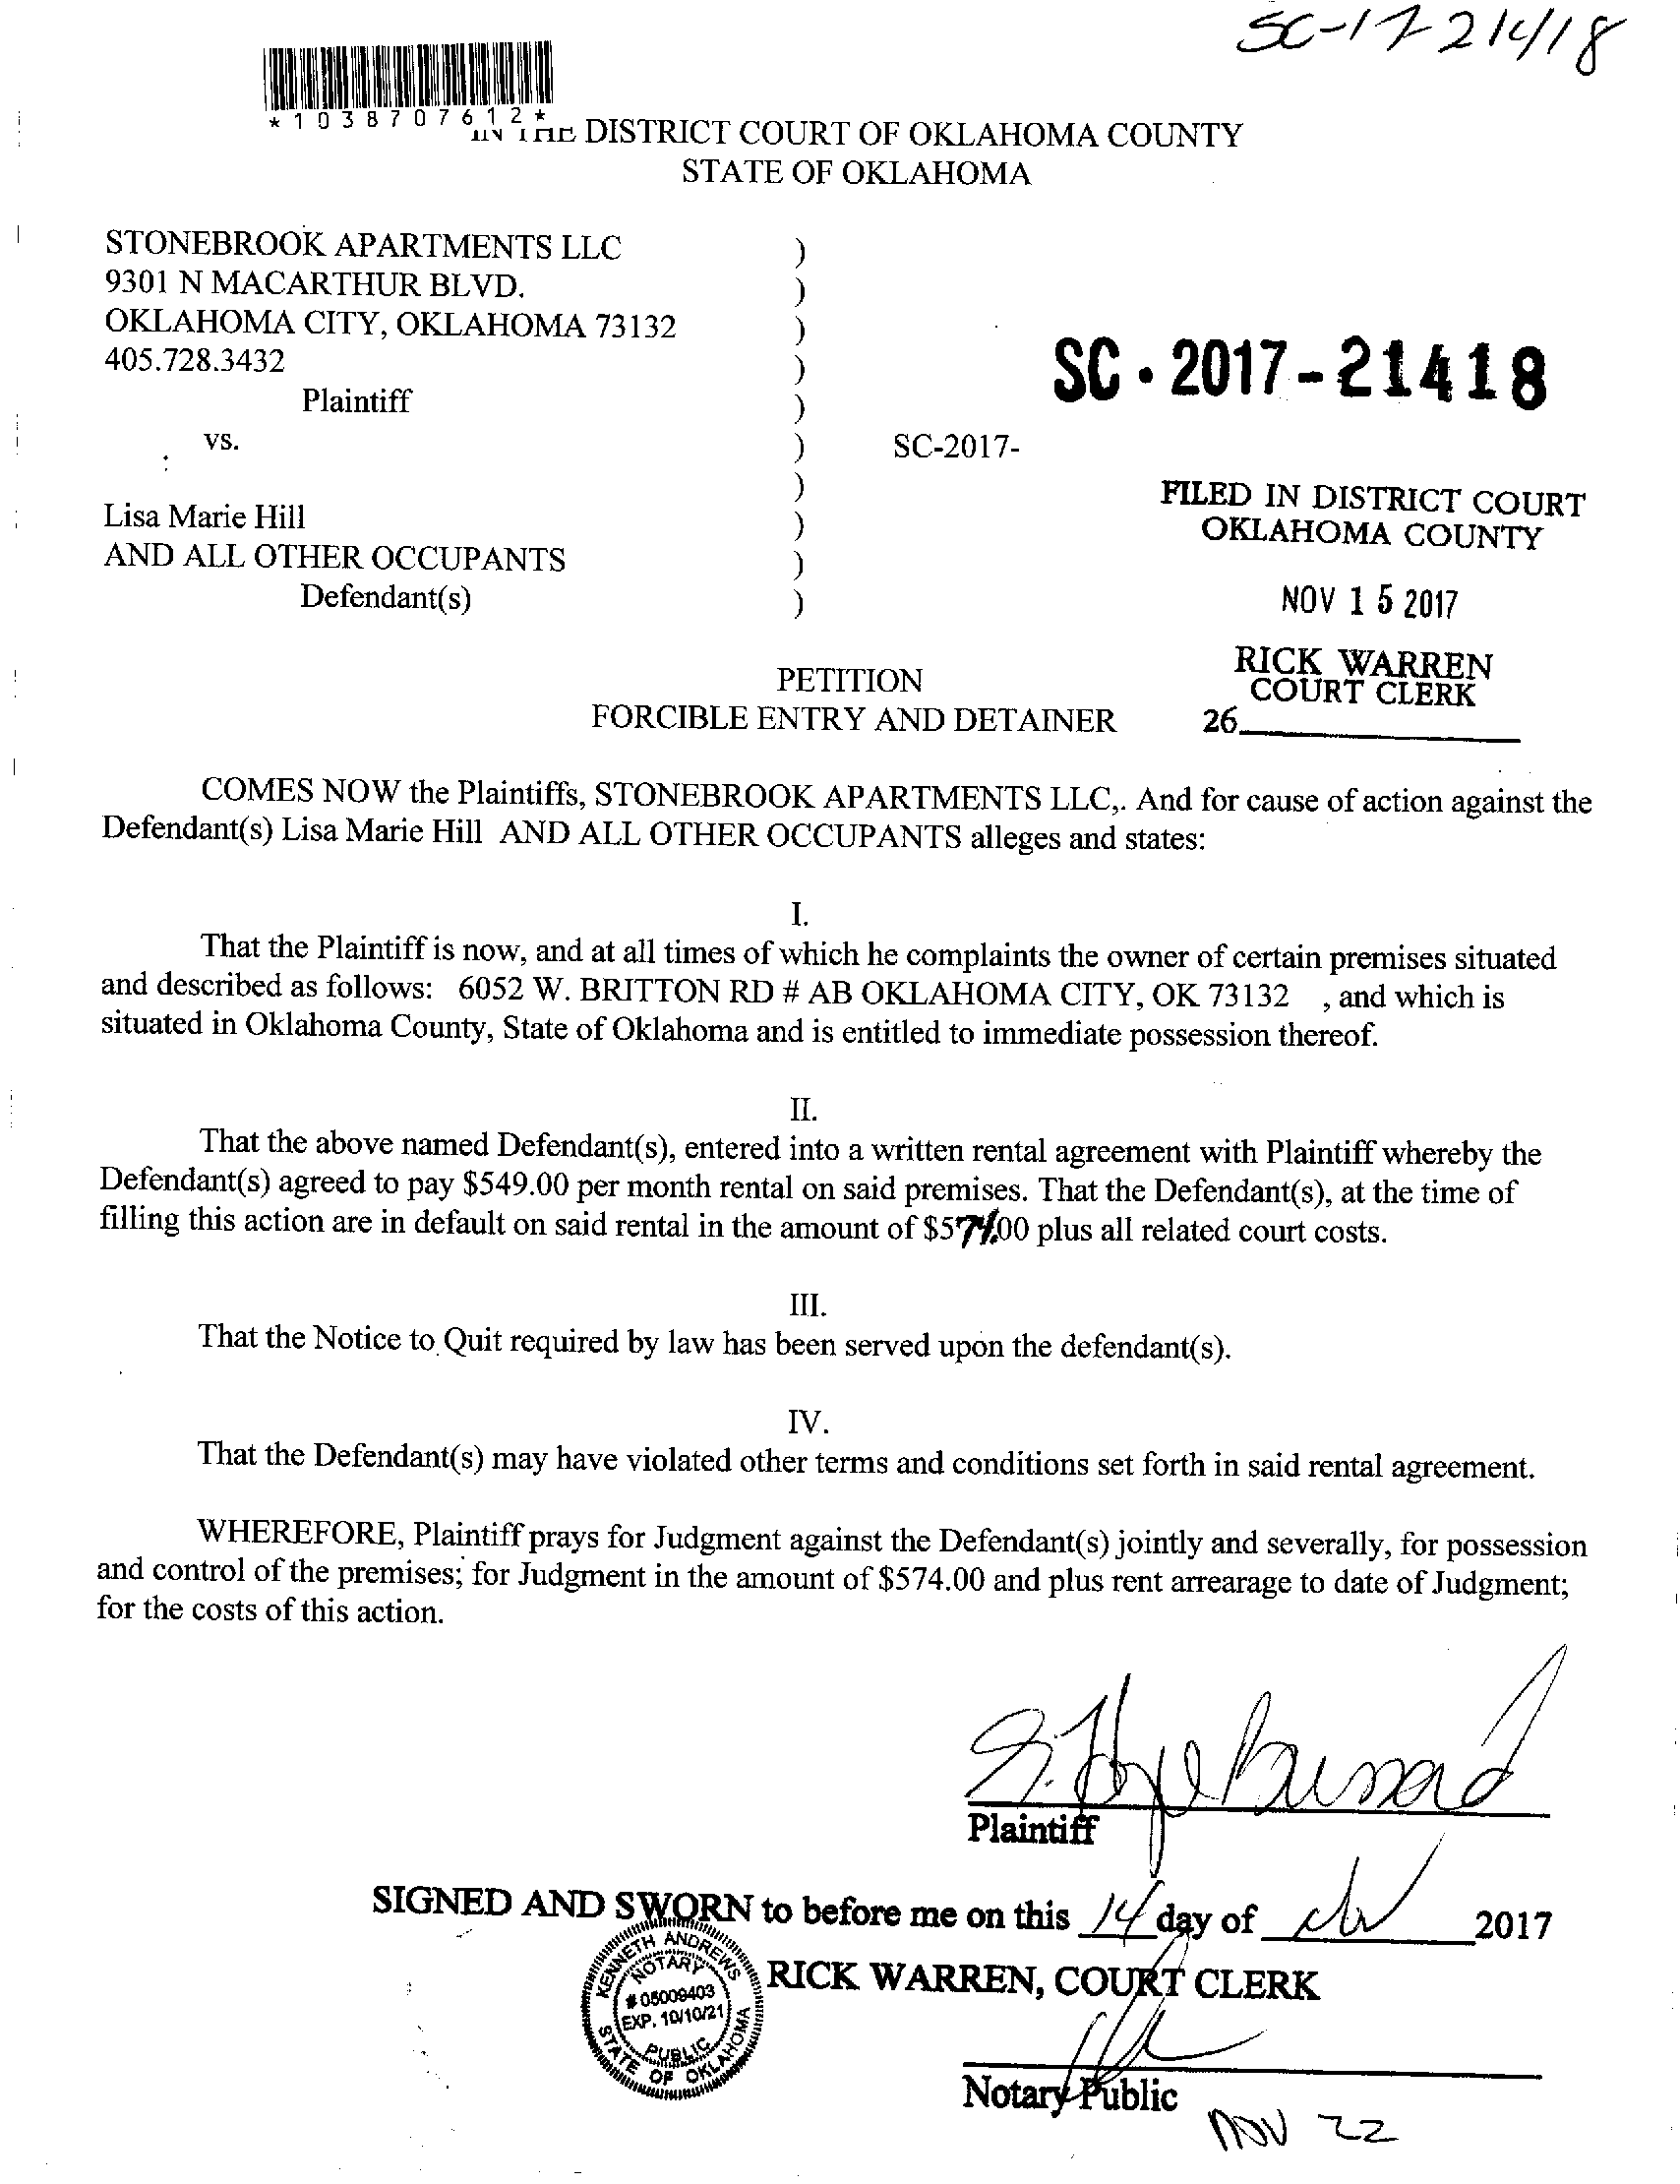 SC-17-21418
*1038707612*
IN THE DISTRICT COURT OF OKLAHOMA COUNTY
STATE OF OKLAHOMA
STONEBROOK APARTMENTS LLC )
9301 N MACARTHUR BLVD. )
OKLAHOMA CITY, OKLAHOMA 73132 )
405.728.3432 )
SC • 2017-21418
Plaintiff )
vs. ) SC-2017-
)
FILED IN DISTRICT COURT
Lisa Marie Hill )
OKLAHOMA COUNTY
AND ALL OTHER OCCUPANTS )
Defendant(s) )
NOV 15 2017
RICK WARREN
PETITION
COURT CLERK
FORCIBLE ENTRY AND DETAINER
26
COMES NOW the Plaintiffs, STONEBROOK APARTMENTS LLC,. And for cause of action against the
Defendant(s) Lisa Marie Hill AND ALL OTHER OCCUPANTS alleges and states:
I.
That the Plaintiff is now, and at all times of which he complaints the owner of certain premises situated
and described as follows: 6052 W. BRITTON RD # AB OKLAHOMA CITY, OK 73132 , and which is
situated in Oklahoma County, State of Oklahoma and is entitled to immediate possession thereof.
II.
That the above named Defendant(s), entered into a written rental agreement with Plaintiff whereby the
Defendant(s) agreed to pay $549.00 per month rental on said premises. That the Defendant(s), at the time of
filling this action are in default on said rental in the amount of $574.00 plus all related court costs.
III.
That the Notice to Quit required by law has been served upon the defendant(s).
IV.
That the Defendant(s) may have violated other terms and conditions set forth in said rental agreement.
WHEREFORE, Plaintiff prays for Judgment against the Defendant(s) jointly and severally, for possession
and control of the premises; for Judgment in the amount of $574.00 and plus rent arrearage to date of Judgment;
for the costs of this action.
Plaintiff
SIGNED AND SWORN to before me on this 14 day of Nov 2017
KENNETH ANDREWS
NOTARY
# 05009403
EXP. 10/10/21
PUBLIC
STATE OF OKLAHOMA
RICK WARREN, COURT CLERK
Notary Public
NOV 22